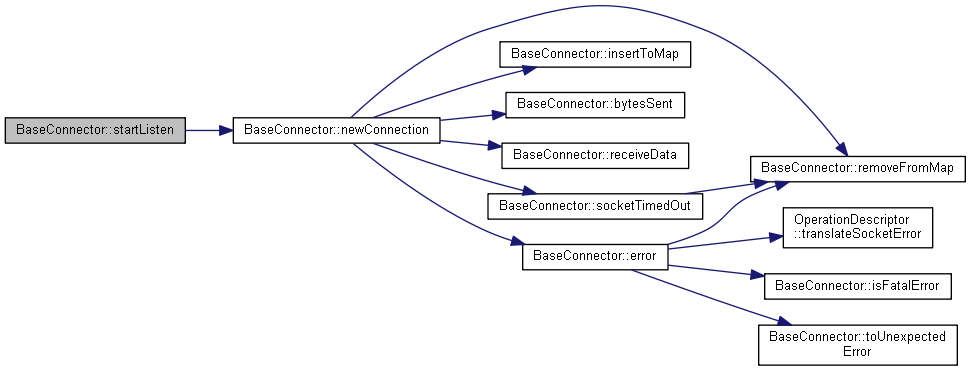 BaseConnector::startListen
BaseConnector::newConnection
BaseConnector::insertToMap
BaseConnector::bytesSent
BaseConnector::receiveData
BaseConnector::socketTimedOut
BaseConnector::error
BaseConnector::removeFromMap
OperationDescriptor
::translateSocketError
BaseConnector::isFatalError
BaseConnector::toUnexpected
Error